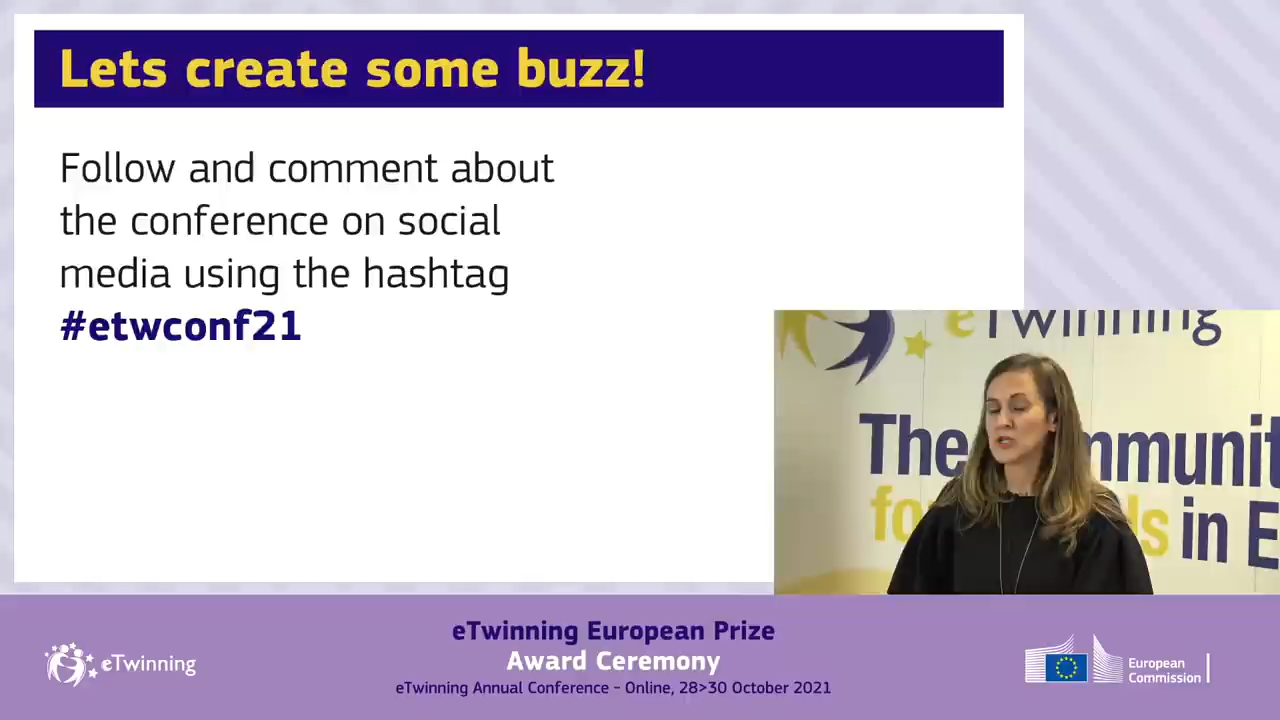 Lets create some buzz!
Follow and comment about
the conference on social
media using the hashtag
#etwconf21
eTwinning
The
in E
eTwinning European Prize
Award Ceremony
eTwinning Annual Conference – Online, 28>30 October 2021
eTwinning
European
Commission